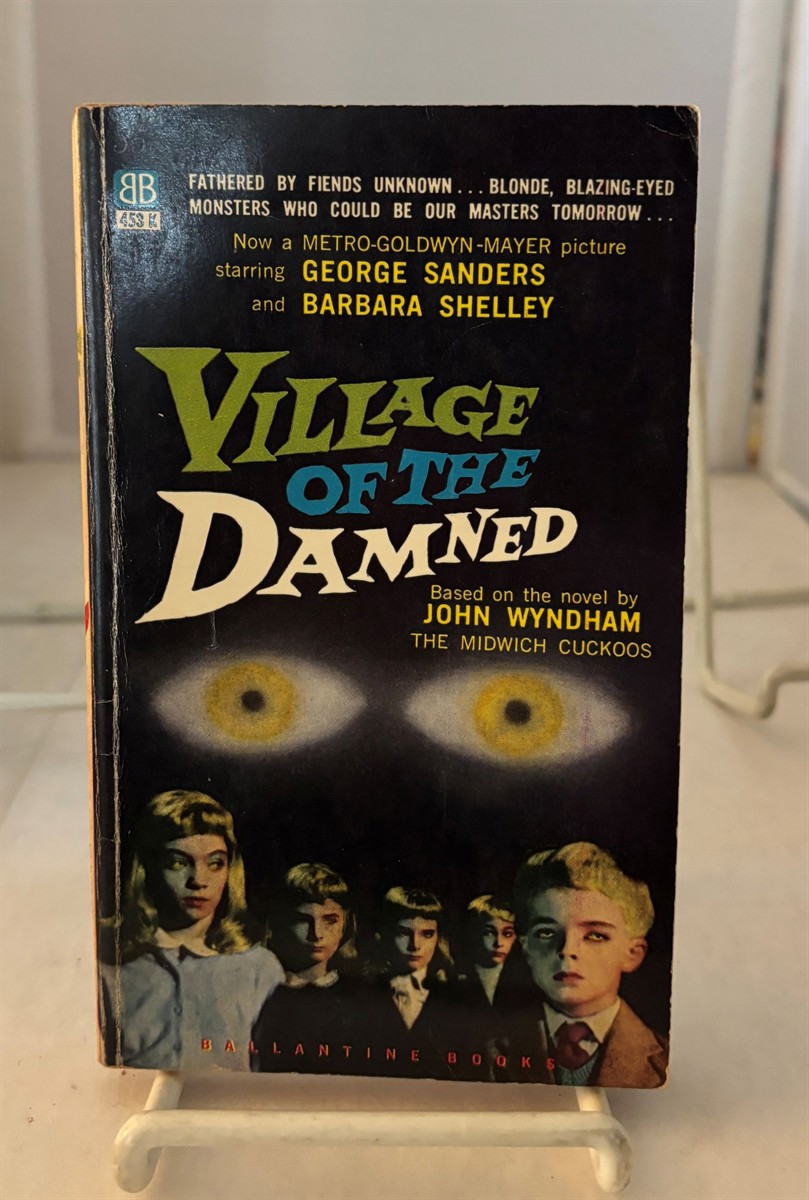 BB
453 K
FATHERED BY FIENDS UNKNOWN... BLONDE, BLAZING-EYED
MONSTERS WHO COULD BE OUR MASTERS TOMORROW...
Now a METRO-GOLDWYN-MAYER picture
starring GEORGE SANDERS
and BARBARA SHELLEY
VILLAGE
OF THE
DAMNED
Based on the novel by
JOHN WYNDHAM
THE MIDWICH CUCKOOS
BALLANTINE BOOKS